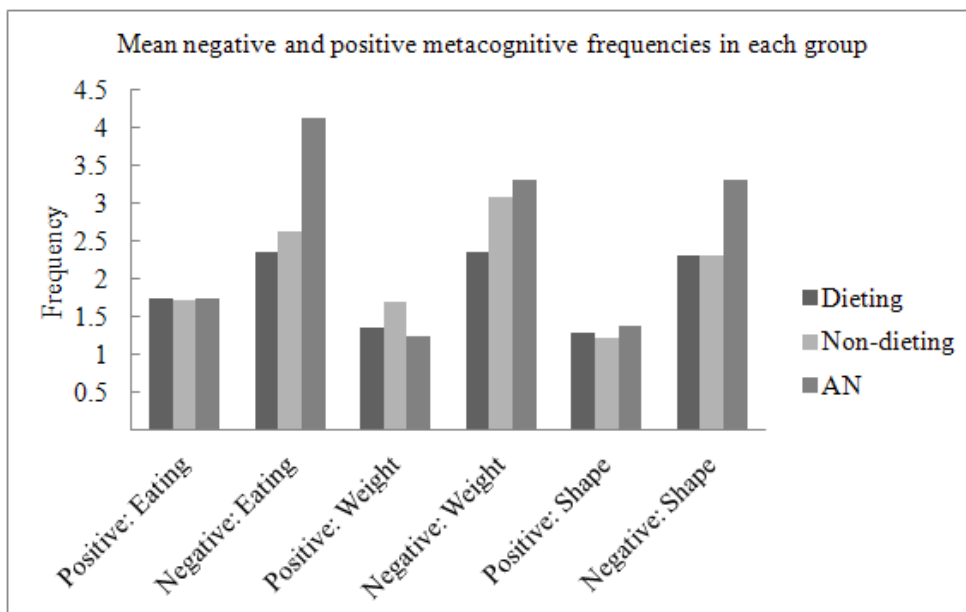 Mean negative and positive metacognitive frequencies in each group
Frequency
4.5
4
3.5
3
2.5
2
1.5
1
0.5
Dieting
Non-dieting
AN
Positive: Eating
Negative: Eating
Positive: Weight
Negative: Weight
Positive: Shape
Negative: Shape